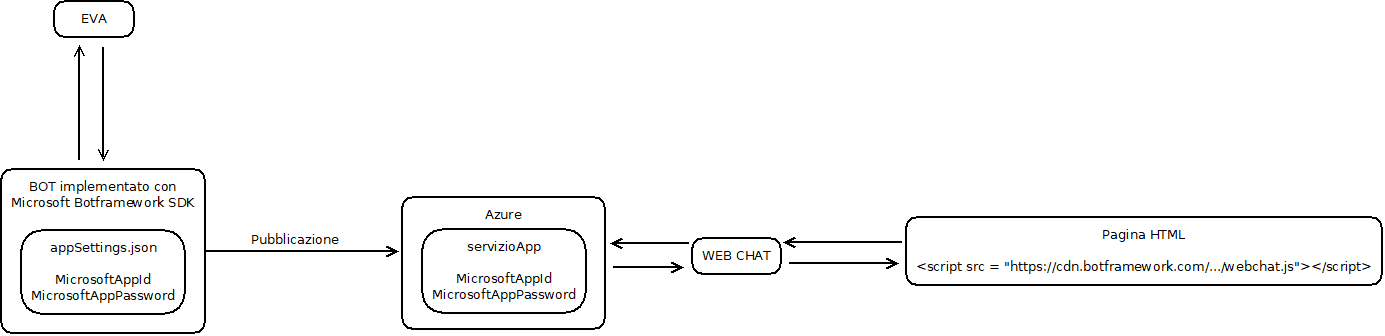 EVA
BOT implementato con
Microsoft Botframework SDK
appSettings.json
MicrosoftAppId
MicrosoftAppPassword
Pubblicazione
Azure
servizioApp
MicrosoftAppId
MicrosoftAppPassword
WEB CHAT
Pagina HTML
<script src = "https://cdn.botframework.com/.../webchat.js"></script>